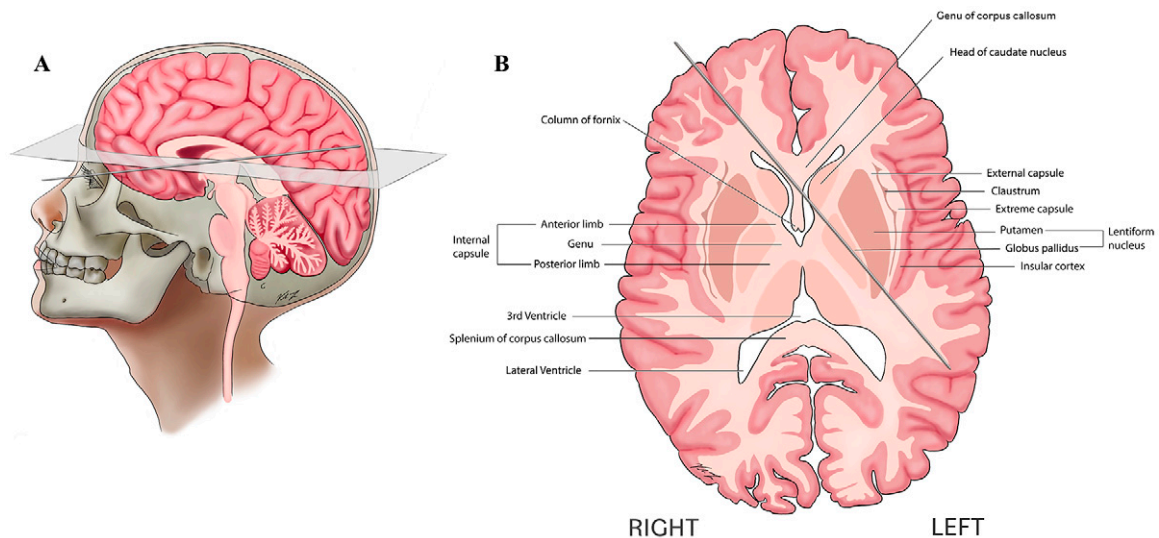 A
B
Genu of corpus callosum
Head of caudate nucleus
Column of fornix
External capsule
Claustrum
Extreme capsule
Putamen
Globus pallidus
Lentiform
nucleus
Insular cortex
Internal
capsule
Anterior limb
Genu
Posterior limb
3rd Ventricle
Splenium of corpus callosum
Lateral Ventricle
RIGHT
LEFT